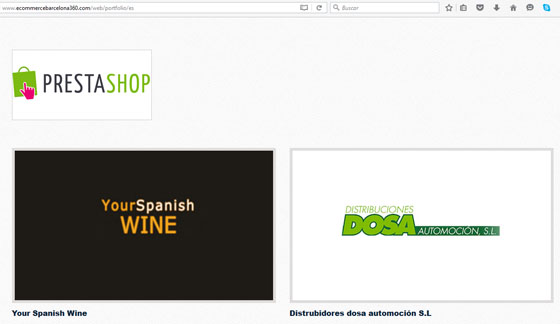 www.ecommercebarcelona360.com/web/portfolio/es
Buscar
PRESTASHOP
YourSpanish
WINE
DISTRIBUCIONES
DOSA AUTOMOCIÓN, S.L.
Your Spanish Wine
Distrubidores dosa automoción S.L